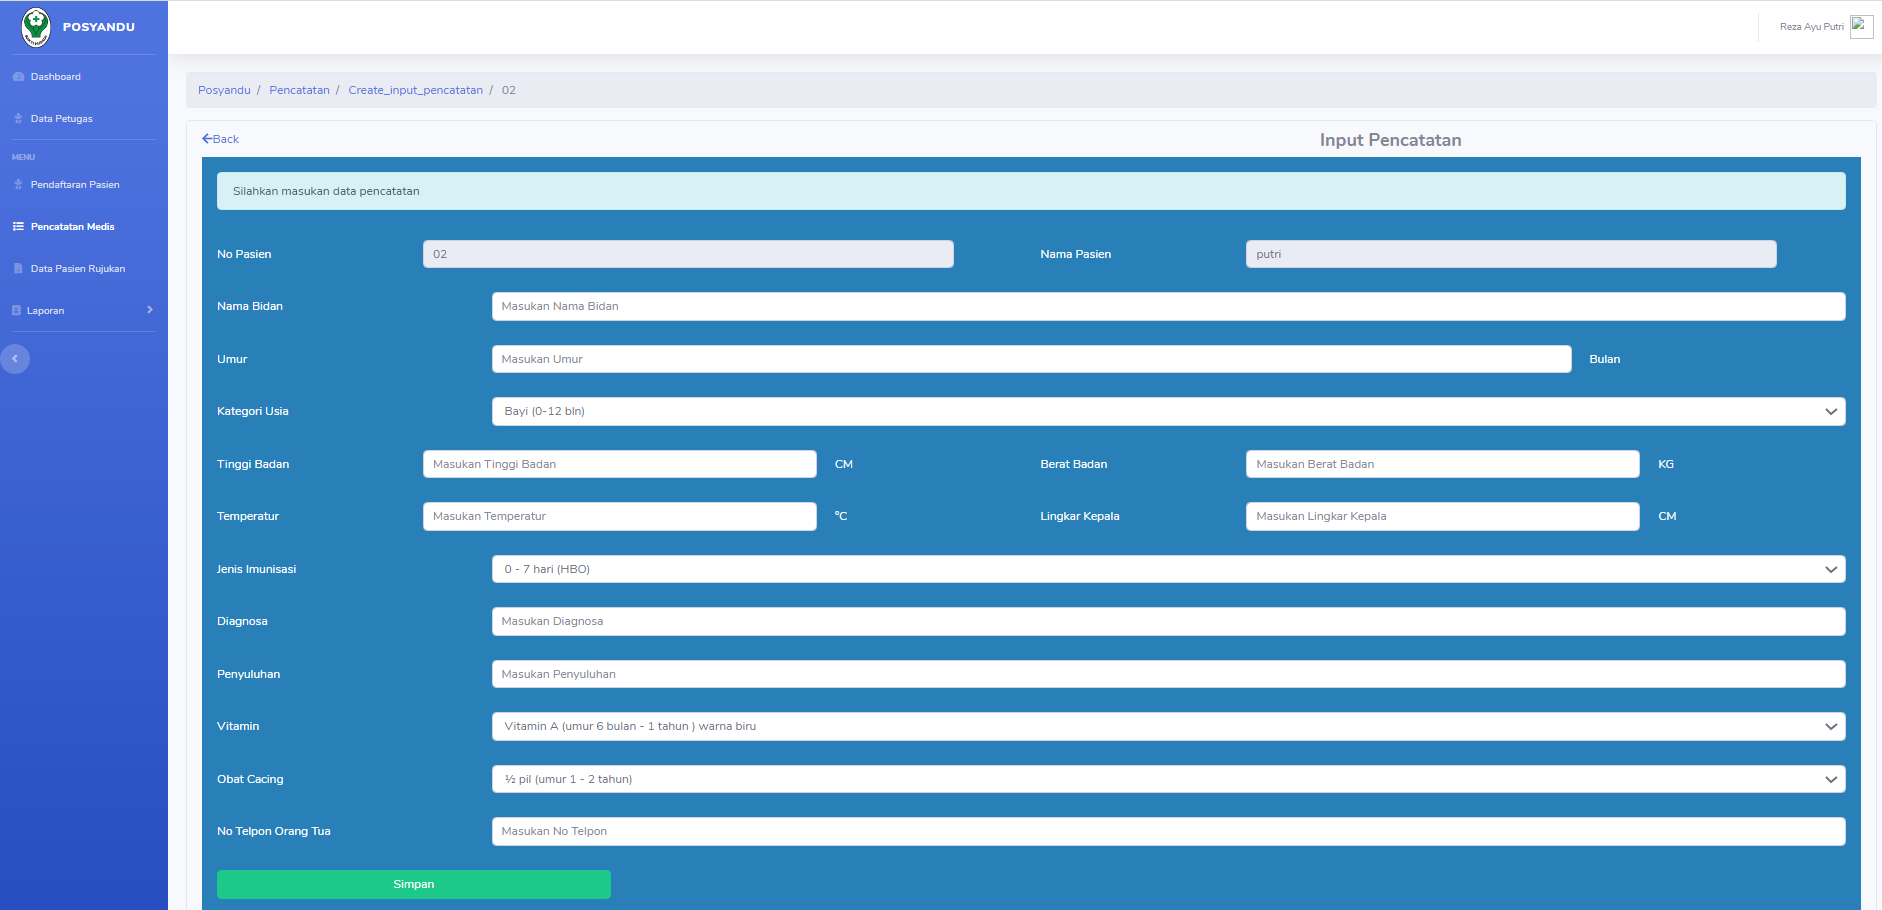 POSYANDU
Reza Ayu Putri
Dashboard
Data Petugas
MENU
Pendaftaran Pasien
Pencatatan Medis
Data Pasien Rujukan
Laporan
Posyandu / Pencatatan / Create_input_pencatatan / 02
Back
Input Pencatatan
Silahkan masukan data pencatatan
No Pasien 02 Nama Pasien putri
Nama Bidan Masukan Nama Bidan
Umur Masukan Umur Bulan
Kategori Usia Bayi (0-12 bln)
Tinggi Badan Masukan Tinggi Badan CM Berat Badan Masukan Berat Badan KG
Temperatur Masukan Temperatur °C Lingkar Kepala Masukan Lingkar Kepala CM
Jenis Imunisasi 0 - 7 hari (HBO)
Diagnosa Masukan Diagnosa
Penyuluhan Masukan Penyuluhan
Vitamin Vitamin A (umur 6 bulan - 1 tahun ) warna biru
Obat Cacing ½ pil (umur 1 - 2 tahun)
No Telpon Orang Tua Masukan No Telpon
Simpan